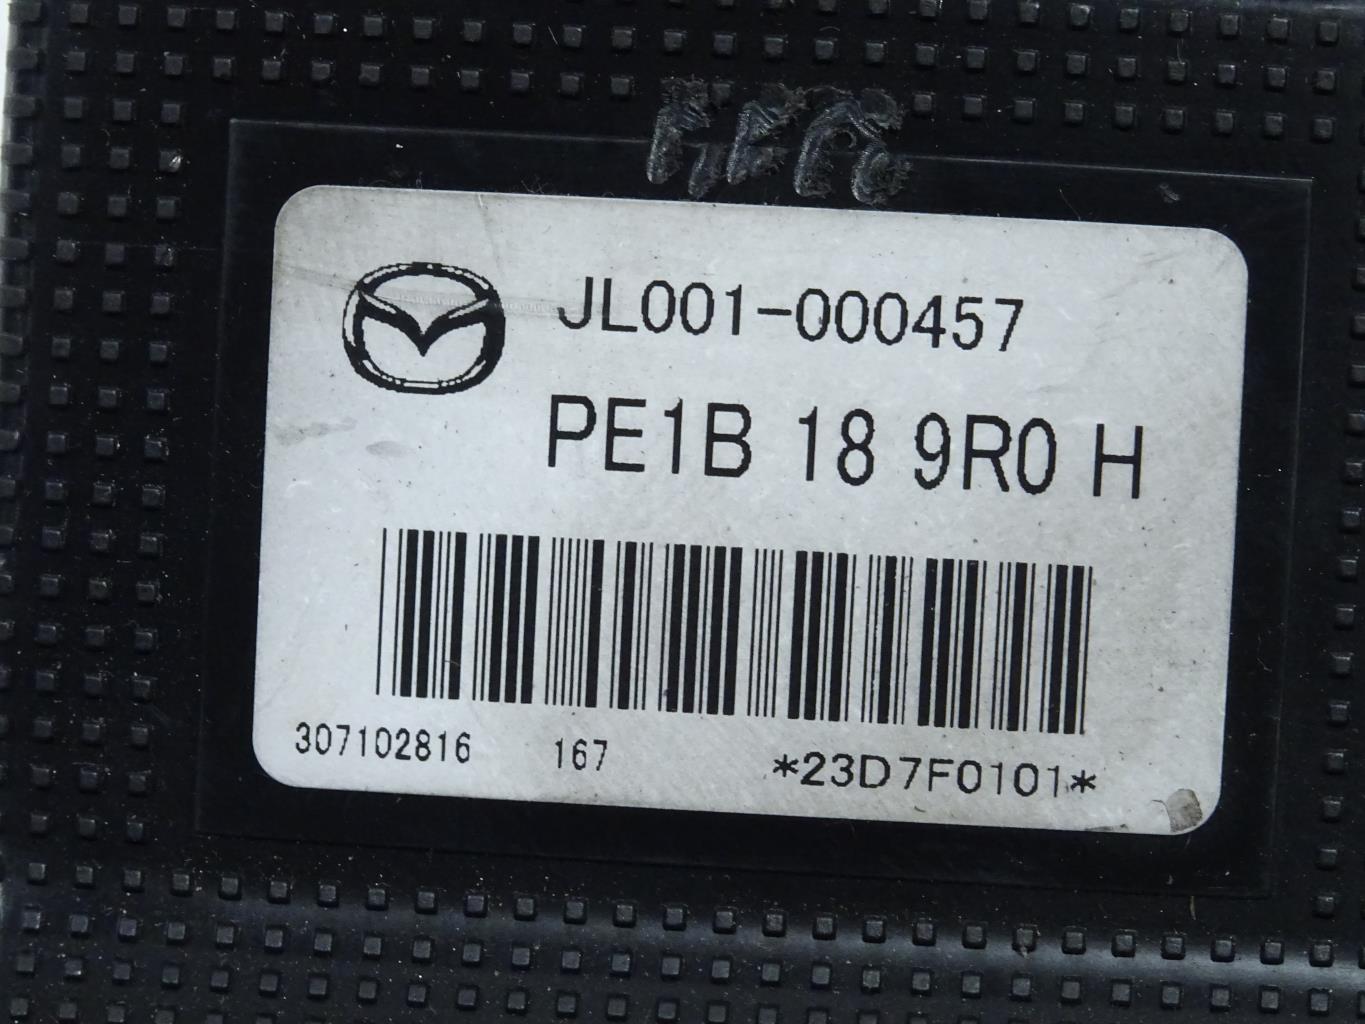 JL001-000457
PE1B 18 9R0 H
307102816 167 *23D7F0101*